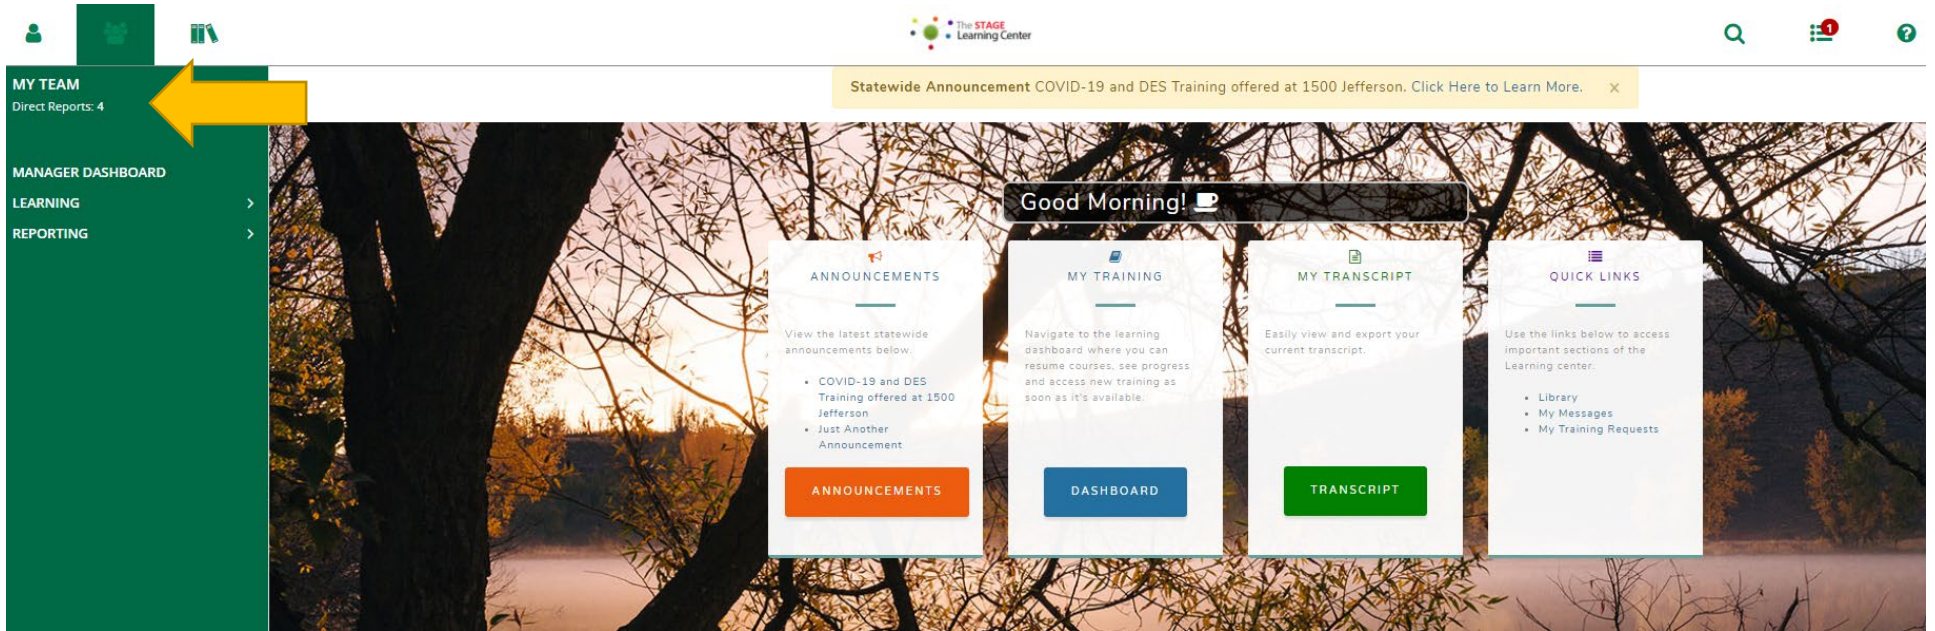 The STAGE
Learning Center
1
MY TEAM
Direct Reports: 4
MANAGER DASHBOARD
LEARNING
REPORTING
Statewide Announcement COVID-19 and DES Training offered at 1500 Jefferson. Click Here to Learn More. ×
Good Morning!
ANNOUNCEMENTS
View the latest statewide
announcements below.
• COVID-19 and DES
Training offered at 1500
Jefferson
• Just Another
Announcement
ANNOUNCEMENTS
MY TRAINING
Navigate to the learning
dashboard where you can
resume courses, see progress
and access new training as
soon as it's available.
DASHBOARD
MY TRANSCRIPT
Easily view and export your
current transcript.
TRANSCRIPT
QUICK LINKS
Use the links below to access
important sections of the
Learning center.
• Library
• My Messages
• My Training Requests